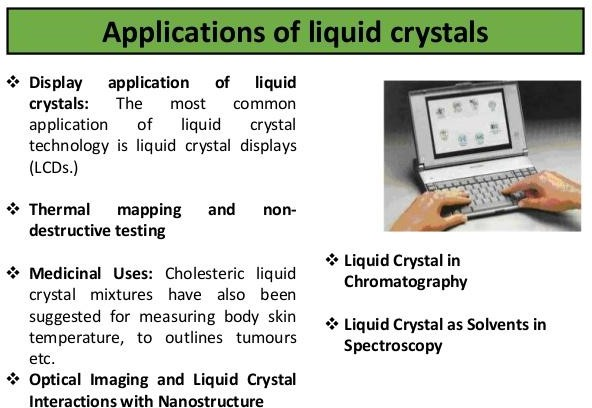 Applications of liquid crystals
❖ Display application of liquid
crystals: The most common
application of liquid crystal
technology is liquid crystal displays
(LCDs.)
❖ Thermal mapping and non-
destructive testing
❖ Medicinal Uses: Cholesteric liquid
crystal mixtures have also been
suggested for measuring body skin
temperature, to outlines tumours
etc.
❖ Optical Imaging and Liquid Crystal
Interactions with Nanostructure
❖ Liquid Crystal in
Chromatography
❖ Liquid Crystal as Solvents in
Spectroscopy